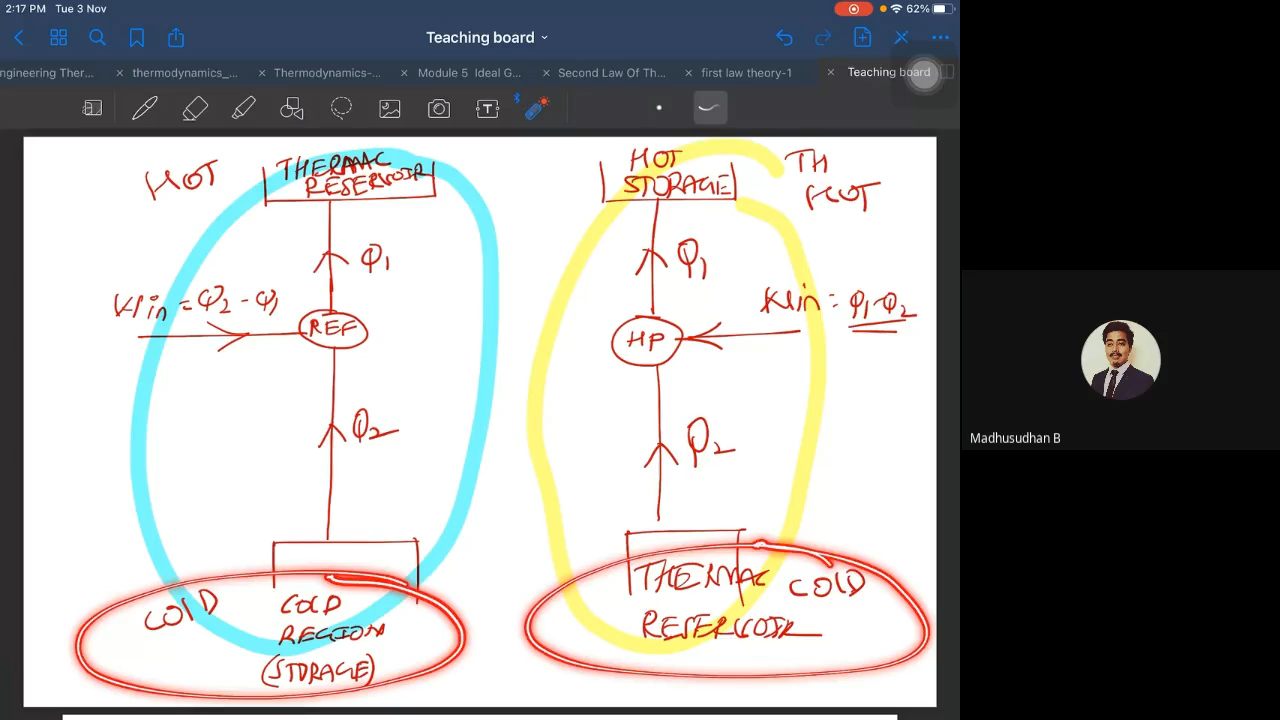 2:17 PM Tue 3 Nov
62%
Teaching board
ngineering Ther...
thermodynamics_...
Thermodynamics-...
Module 5 Ideal G...
Second Law Of Th...
first law theory-1
Teaching board
T
HOT
THERMAL
RESERVOIR
Q1
Win = Q2 - Q1
REF
Q2
COLD
COLD
REGION
(STORAGE)
HOT
STORAGE
TH
HOT
Q1
Win = Q1-Q2
HP
Q2
THERMAL
COLD
RESERVOIR
Madhusudhan B